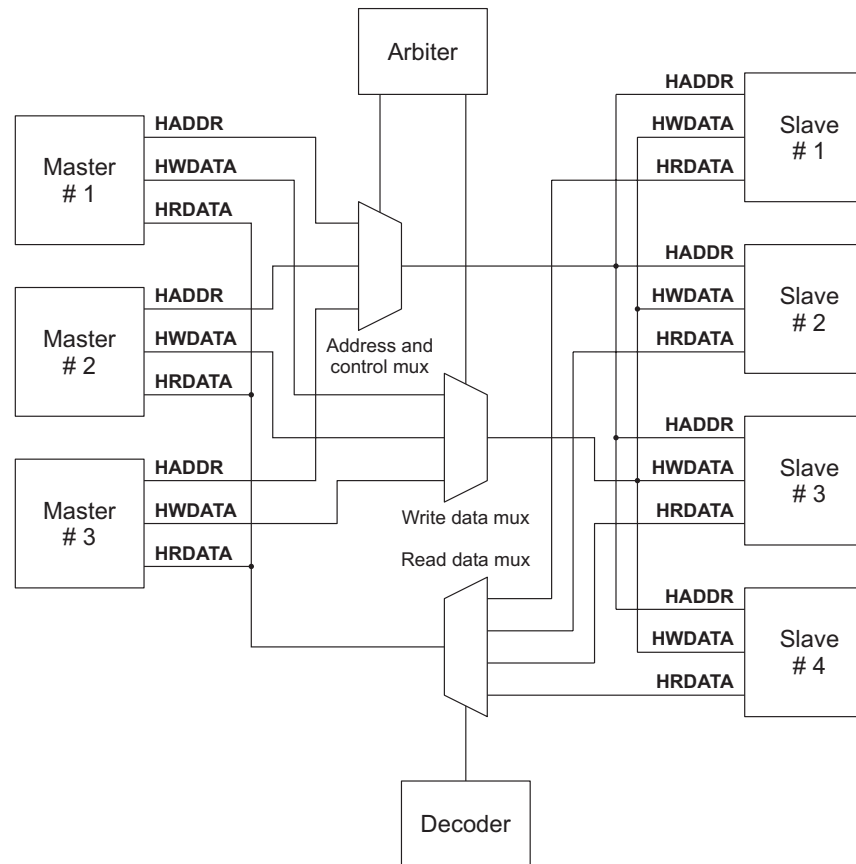 Arbiter
HADDR
HWDATA
HRDATA
Master
# 1
HADDR
HWDATA
HRDATA
Slave
# 1
HADDR
HWDATA
HRDATA
Master
# 2
Address and
control mux
HADDR
HWDATA
HRDATA
Slave
# 2
HADDR
HWDATA
HRDATA
Master
# 3
Write data mux
Read data mux
HADDR
HWDATA
HRDATA
Slave
# 3
HADDR
HWDATA
HRDATA
Slave
# 4
Decoder